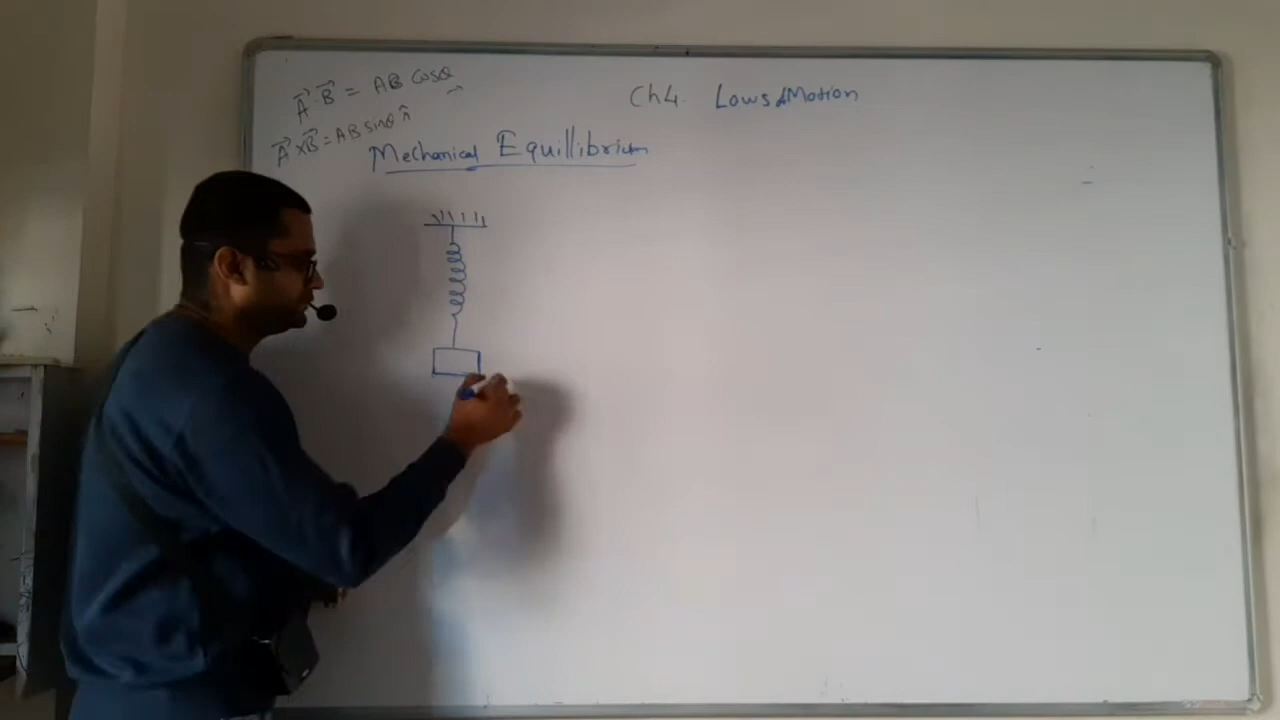 A⃗·B⃗ = AB cosθ
A⃗×B⃗ = AB sinθ n̂
Ch4. Laws of Motion
Mechanical Equillibrium